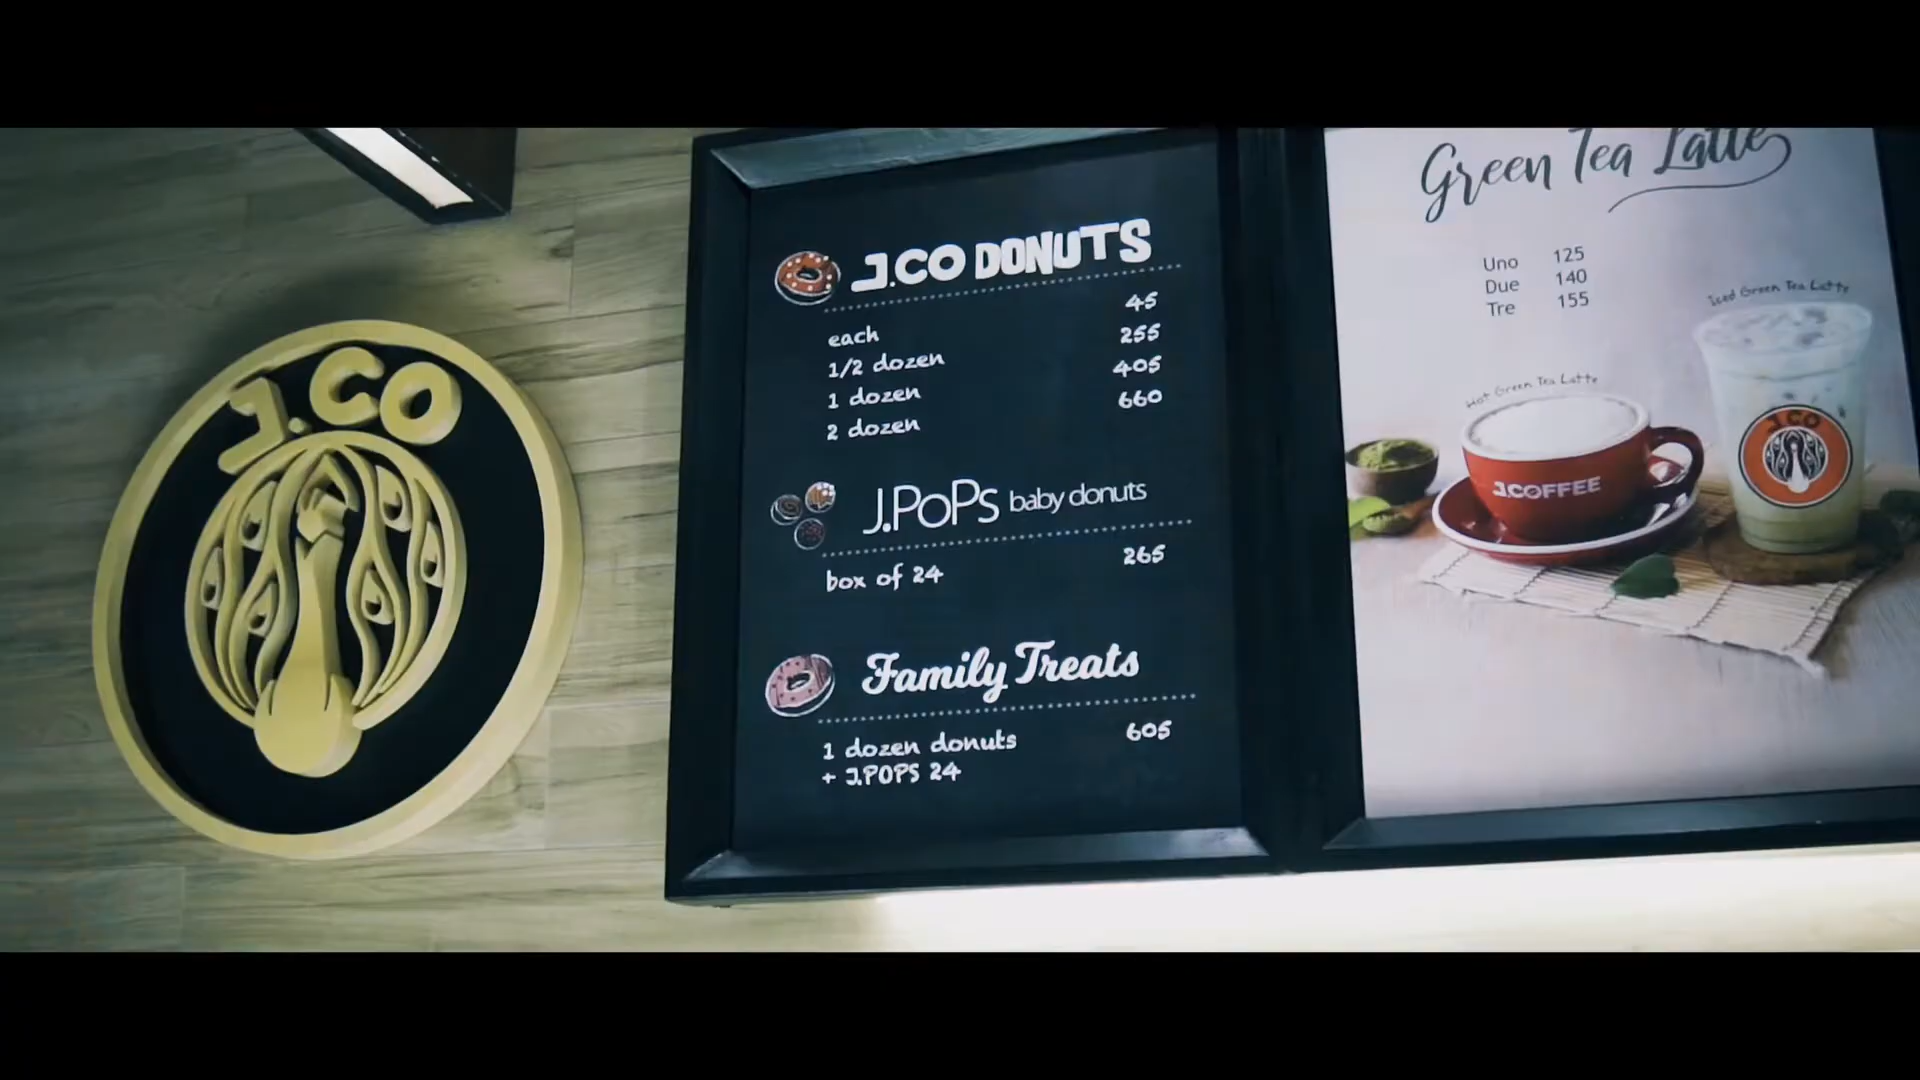 J.CO
J.CO DONUTS
each 45
1/2 dozen 255
1 dozen 405
2 dozen 660
J.POPS baby donuts
box of 24 265
Family Treats
1 dozen donuts 605
+ J.POPS 24
Green Tea Latte
Uno 125
Due 140
Tre 155
Iced Green Tea Latte
Hot Green Tea Latte
J.COFFEE
J.CO